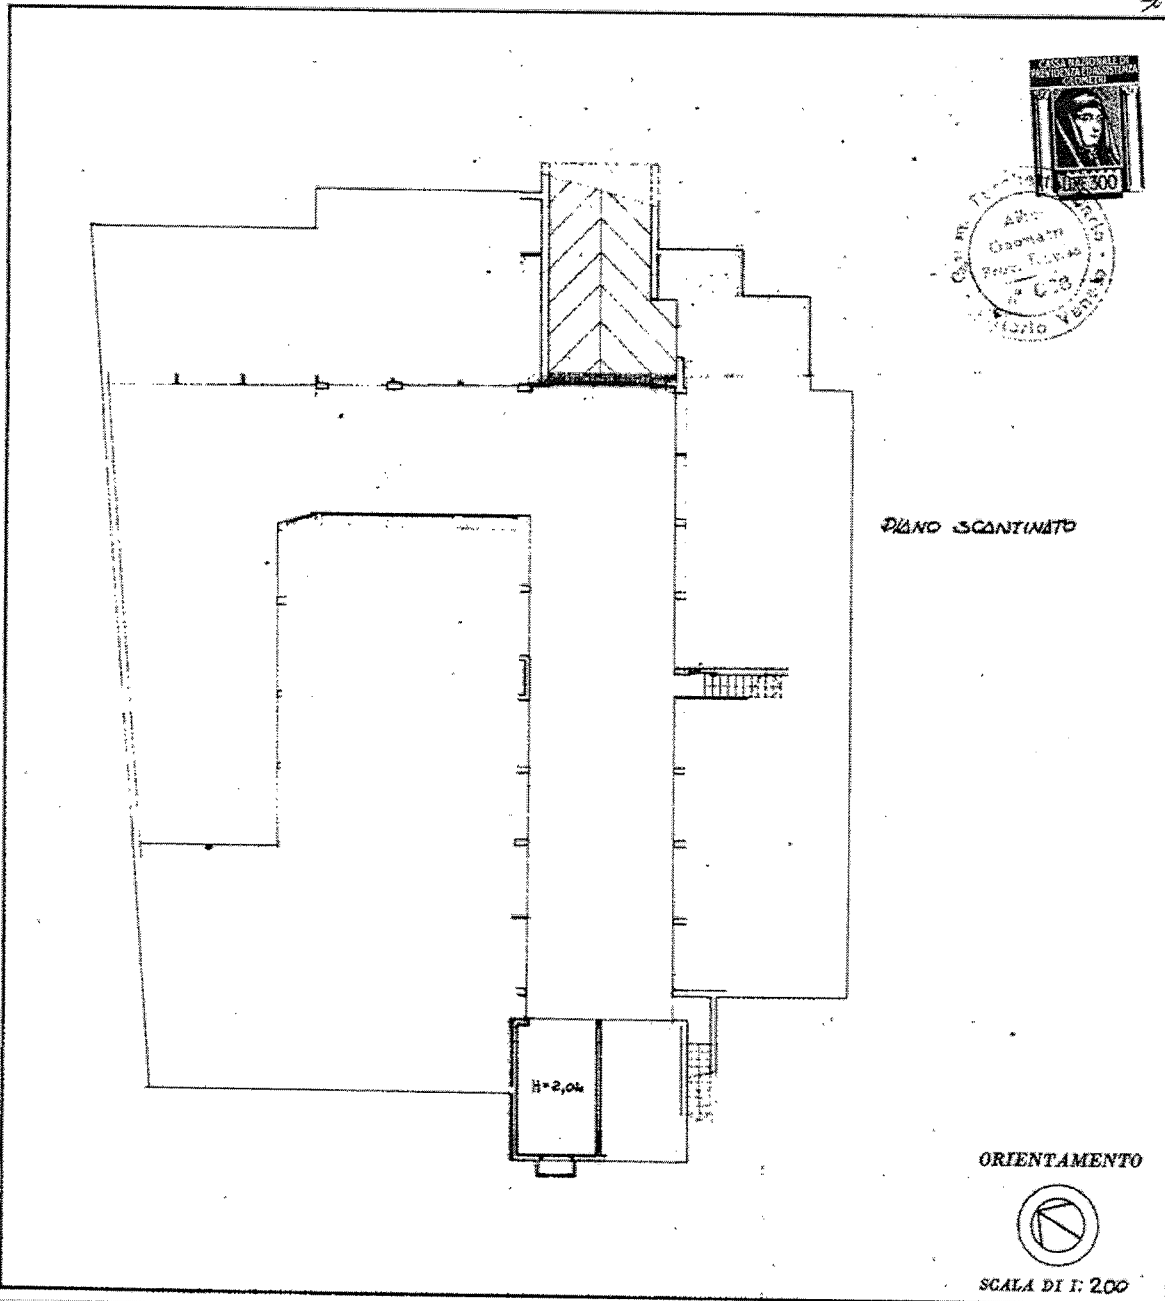 CASSA NAZIONALE DI
PREVIDENZA ED ASSISTENZA
GEOMETRI
LIRE 300
Albo
Geometri
PIANO SCANTINATO
H=2,04
ORIENTAMENTO
SCALA DI 1: 200